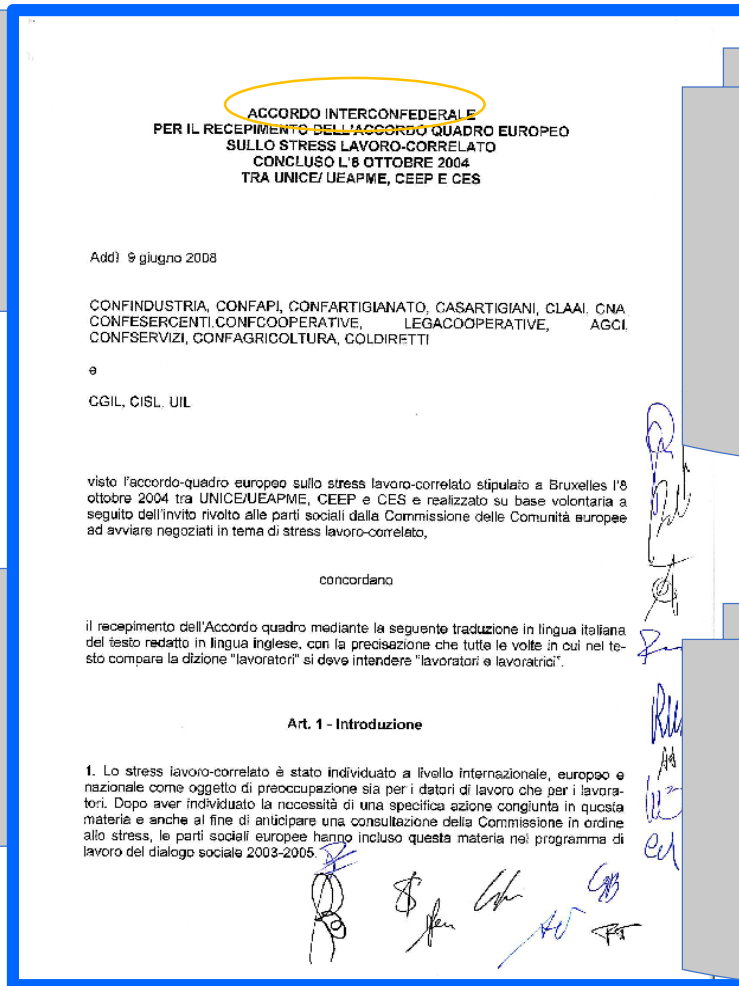 ACCORDO INTERCONFEDERALE
PER IL RECEPIMENTO DELL'ACCORDO QUADRO EUROPEO
SULLO STRESS LAVORO-CORRELATO
CONCLUSO L'8 OTTOBRE 2004
TRA UNICE/ UEAPME, CEEP E CES
Addì 9 giugno 2008
CONFINDUSTRIA, CONFAPI, CONFARTIGIANATO, CASARTIGIANI, CLAAI, CNA
CONFESERCENTI,CONFCOOPERATIVE, LEGACOOPERATIVE, AGCI,
CONFSERVIZI, CONFAGRICOLTURA, COLDIRETTI
e
CGIL, CISL, UIL
visto l'accordo-quadro europeo sullo stress lavoro-correlato stipulato a Bruxelles l'8
ottobre 2004 tra UNICE/UEAPME, CEEP e CES e realizzato su base volontaria a
seguito dell'invito rivolto alle parti sociali dalla Commissione delle Comunità europee
ad avviare negoziati in tema di stress lavoro-correlato,
concordano
il recepimento dell'Accordo quadro mediante la seguente traduzione in lingua italiana
del testo redatto in lingua inglese, con la precisazione che tutte le volte in cui nel te-
sto compare la dizione "lavoratori" si deve intendere "lavoratori e lavoratrici".
Art. 1 - Introduzione
1. Lo stress lavoro-correlato è stato individuato a livello internazionale, europeo e
nazionale come oggetto di preoccupazione sia per i datori di lavoro che per i lavora-
tori. Dopo aver individuato la necessità di una specifica azione congiunta in questa
materia e anche al fine di anticipare una consultazione della Commissione in ordine
allo stress, le parti sociali europee hanno incluso questa materia nel programma di
lavoro del dialogo sociale 2003-2005.